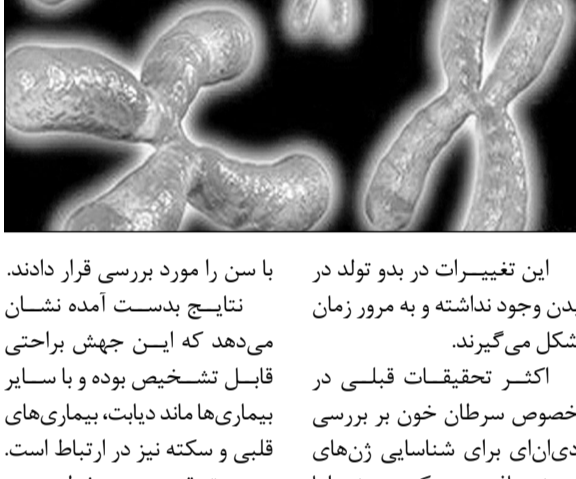 این تغییرات در بدو تولد در
بدن وجود نداشته و به مرور زمان
شکل می‌گیرند.
اکثر تحقیقات قبلی در
خصوص سرطان خون بر بررسی
دی‌ان‌ای برای شناسایی ژن‌های
با سن را مورد بررسی قرار دادند.
نتایج بدست آمده نشان
می‌دهد که این جهش براحتی
قابل تشخیص بوده و با سایر
بیماری‌ها ماند دیابت، بیماری‌های
قلبی و سکته نیز در ارتباط است.